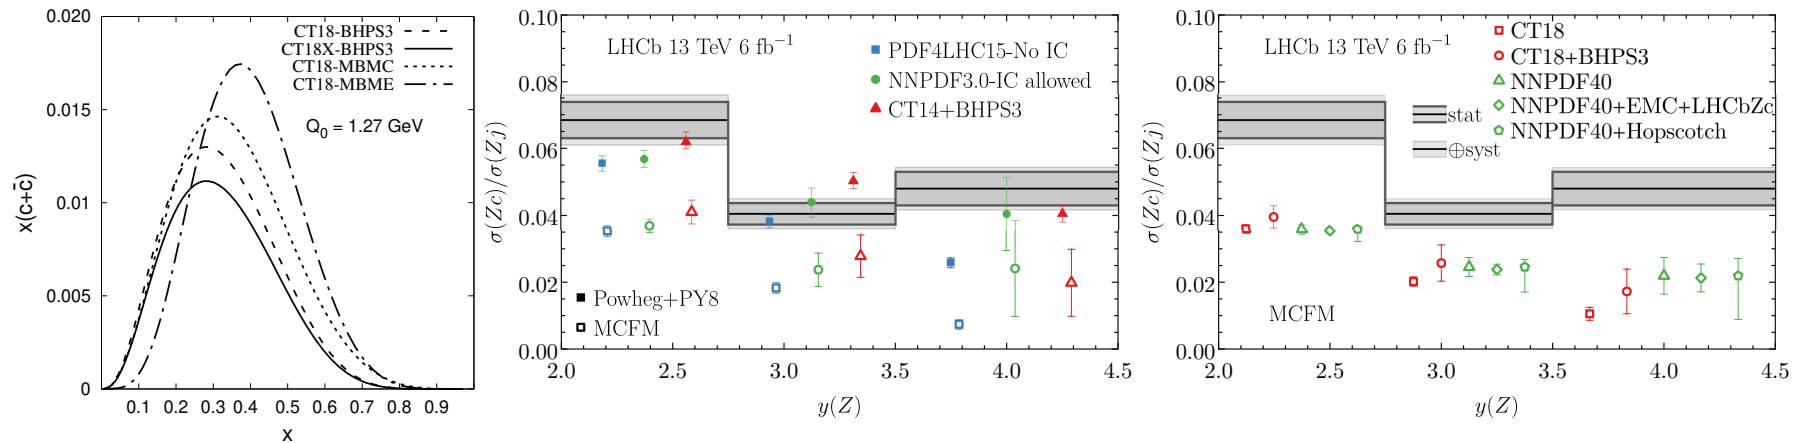 0.020
0.015
0.010
0.005
0
x(c+c̄)
CT18-BHPS3
CT18X-BHPS3
CT18-MBMC
CT18-MBME
Q₀ = 1.27 GeV
0.1 0.2 0.3 0.4 0.5 0.6 0.7 0.8 0.9
x
0.10
0.08
0.06
0.04
0.02
0.00
σ(Zc)/σ(Zj)
LHCb 13 TeV 6 fb⁻¹
PDF4LHC15-No IC
NNPDF3.0-IC allowed
CT14+BHPS3
Powheg+PY8
MCFM
2.0 2.5 3.0 3.5 4.0 4.5
y(Z)
0.10
0.08
0.06
0.04
0.02
0.00
σ(Zc)/σ(Zj)
LHCb 13 TeV 6 fb⁻¹
CT18
CT18+BHPS3
NNPDF40
NNPDF40+EMC+LHCbZc
NNPDF40+Hopscotch
stat
⊕syst
MCFM
2.0 2.5 3.0 3.5 4.0 4.5
y(Z)